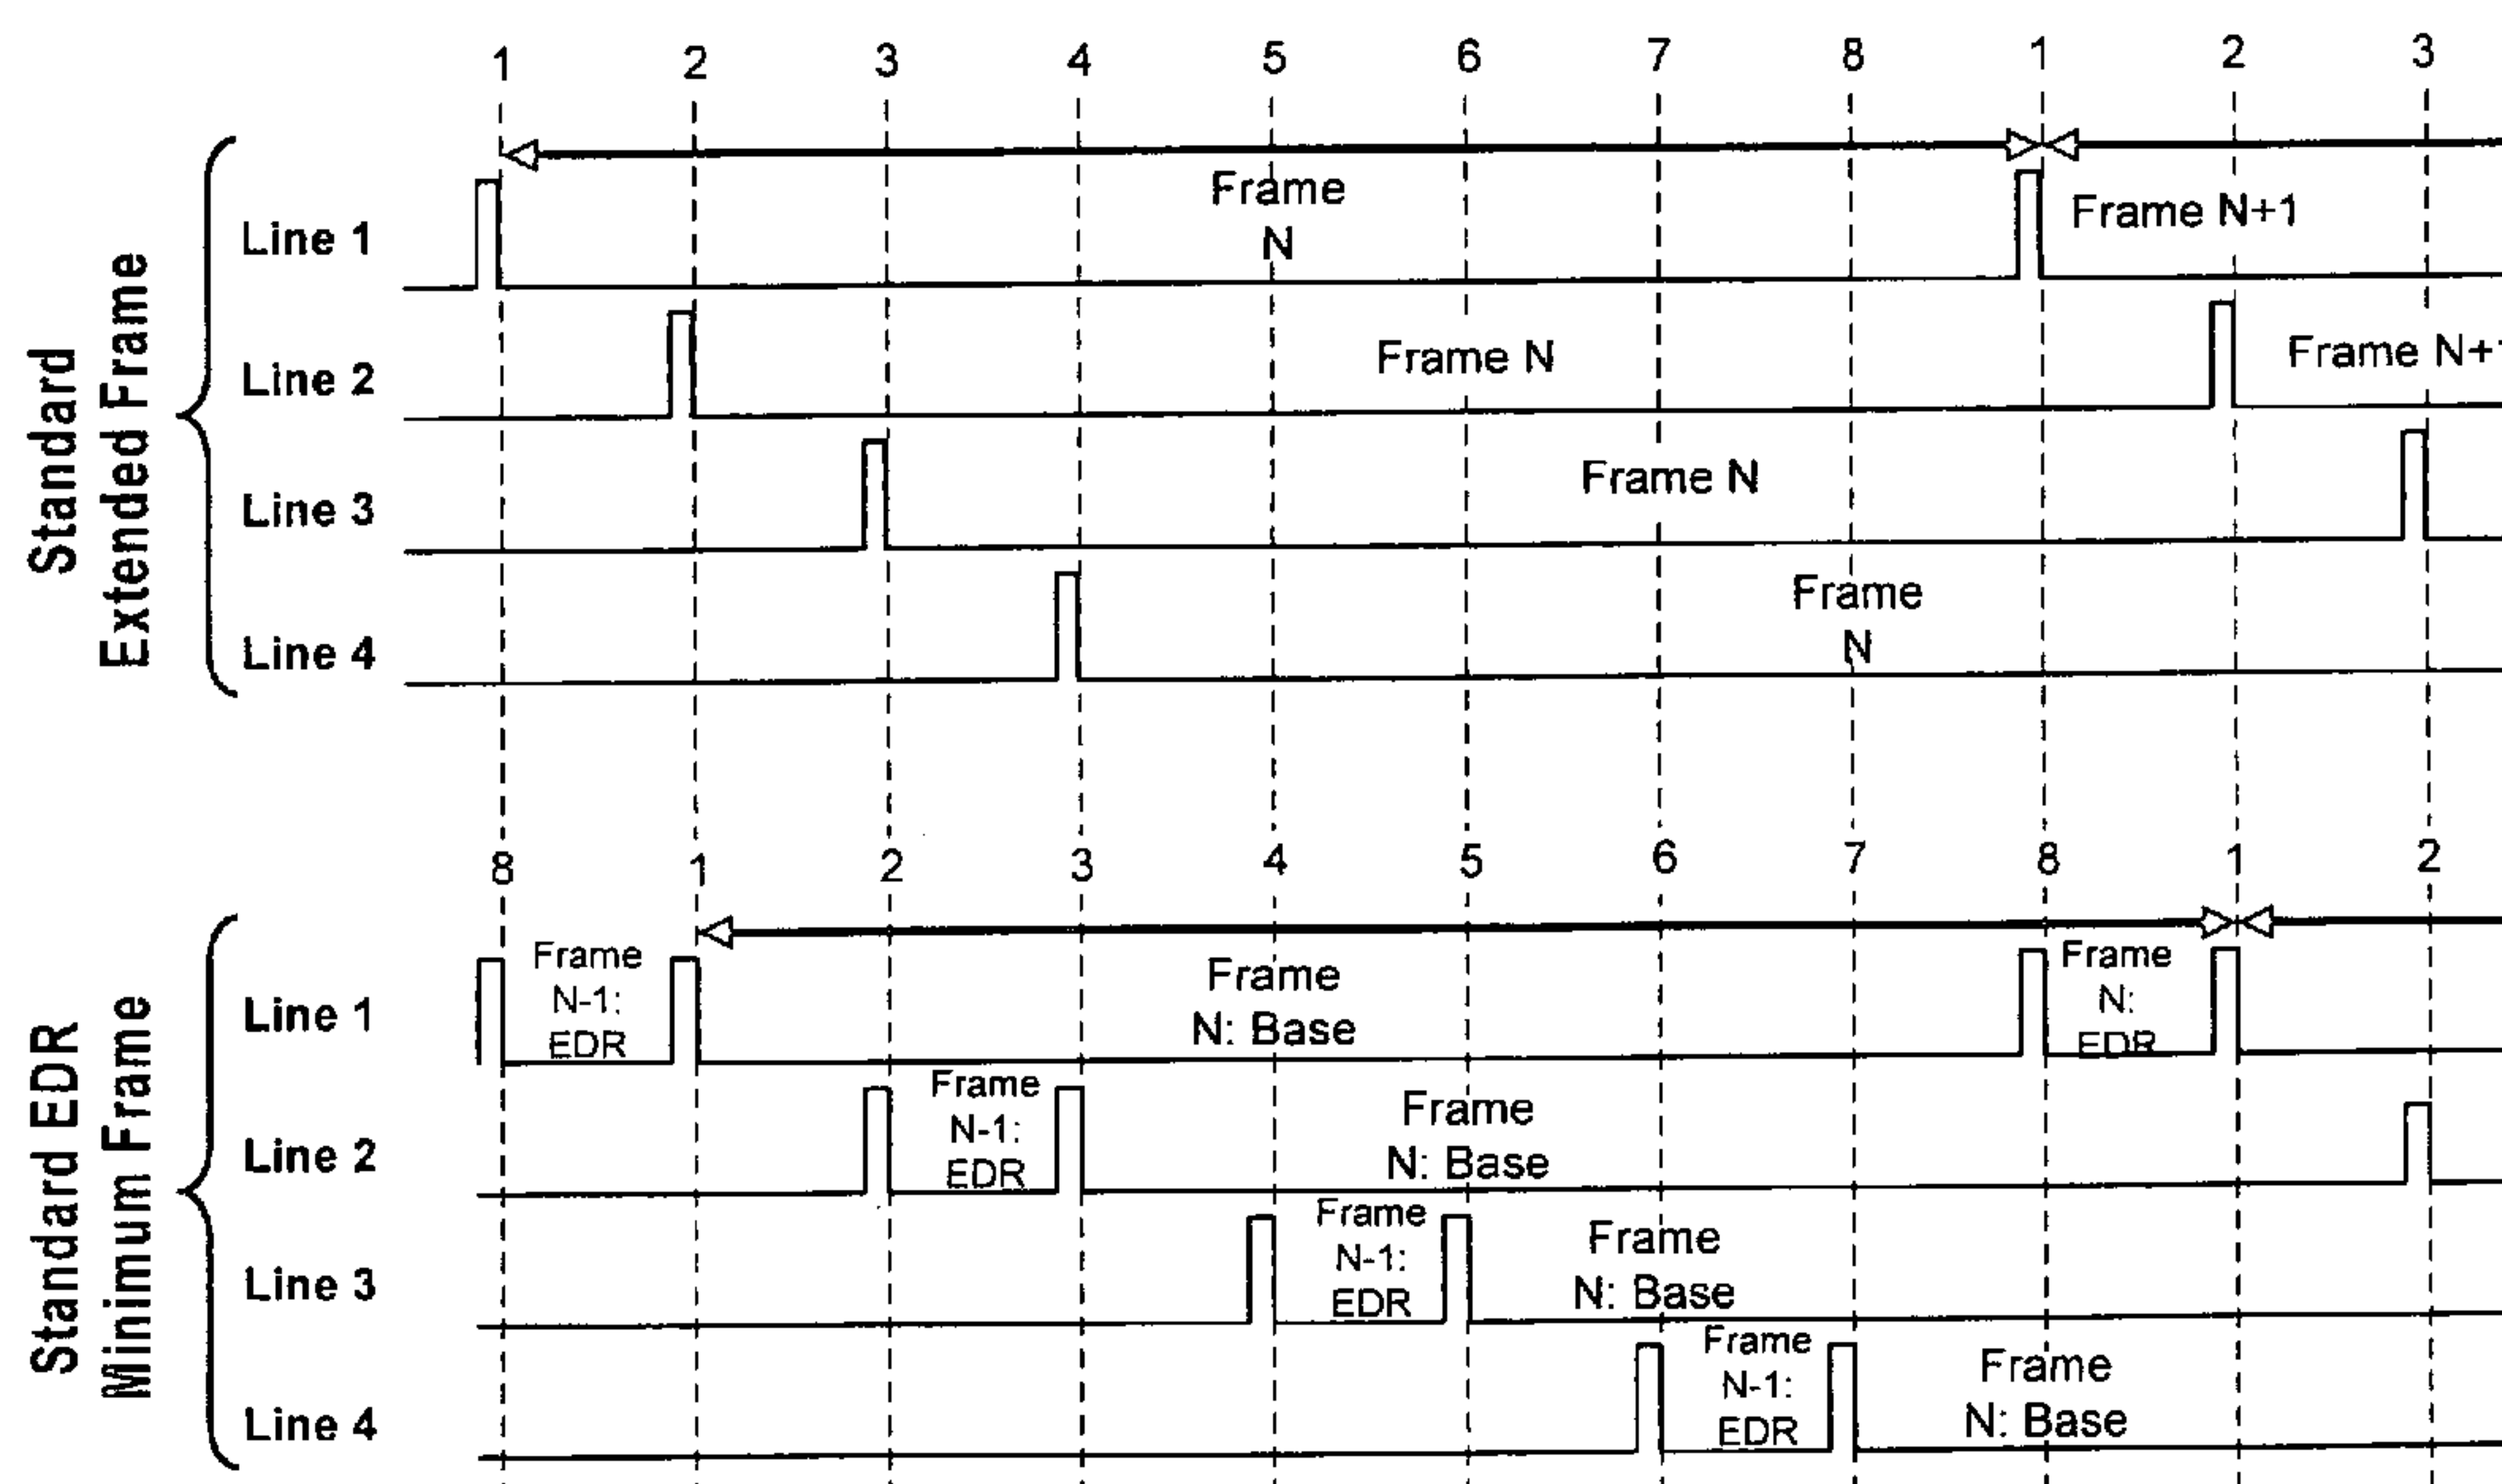 1 2 3 4 5 6 7 8 1 2 3
Standard
Extended Frame
Line 1
Frame
N
Frame N+1
Line 2
Frame N
Frame N+1
Line 3
Frame N
Line 4
Frame
N
8 1 2 3 4 5 6 7 8 1 2
Standard EDR
Minimum Frame
Line 1
Frame
N-1:
EDR
Frame
N: Base
Frame
N:
EDR
Line 2
Frame
N-1:
EDR
Frame
N: Base
Line 3
Frame
N-1:
EDR
Frame
N: Base
Line 4
Frame
N-1:
EDR
Frame
N: Base